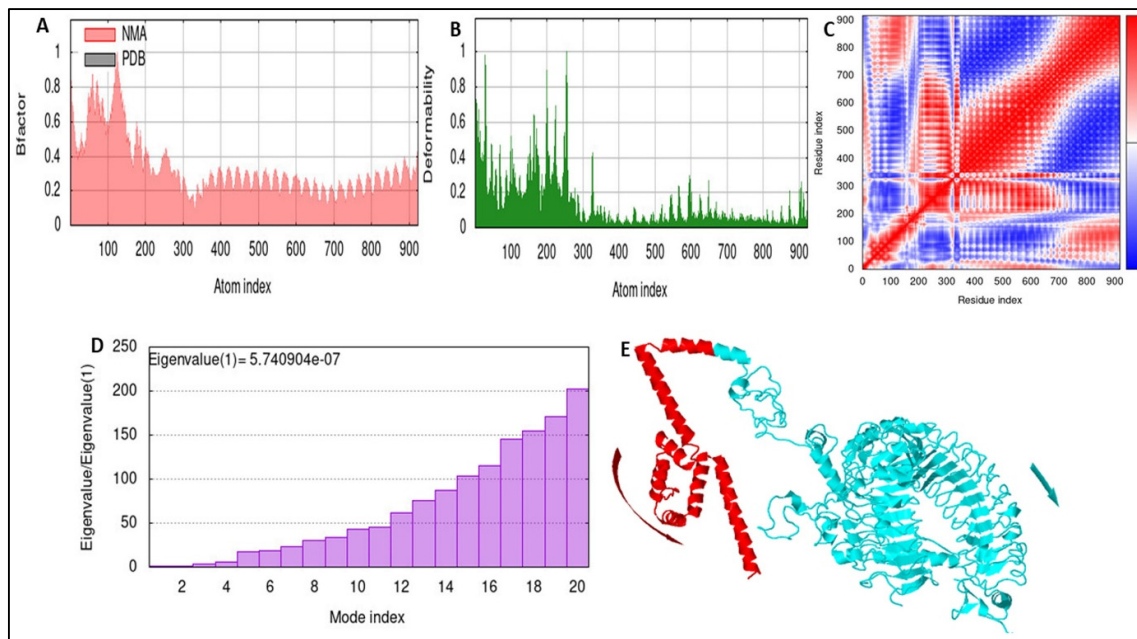 A
NMA
PDB
1
0.8
0.6
0.4
0.2
0
Bfactor
100 200 300 400 500 600 700 800 900
Atom index
B
1
0.8
0.6
0.4
0.2
0
Deformability
100 200 300 400 500 600 700 800 900
Atom index
C
900
800
700
600
500
400
300
200
100
0
Residue index
0 100 200 300 400 500 600 700 800 900
Residue index
D
Eigenvalue(1)= 5.740904e-07
250
200
150
100
50
0
Eigenvalue/Eigenvalue(1)
2 4 6 8 10 12 14 16 18 20
Mode index
E